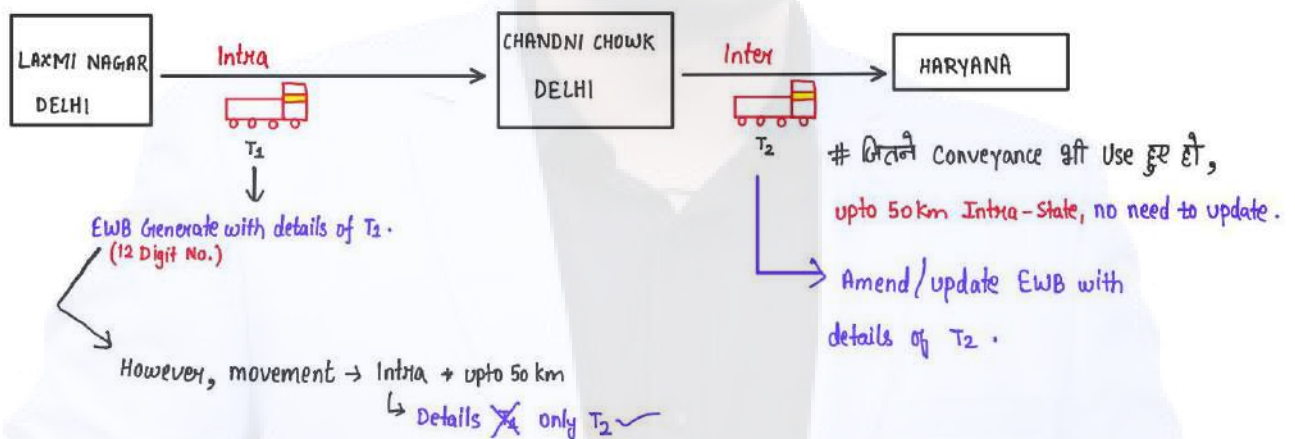 LAXMI NAGAR
DELHI
Intra
T1
CHANDNI CHOWK
DELHI
Inter
T2
HARYANA
EWB Generate with details of T1.
(12 Digit No.)
However, movement → Intra + upto 50 km
↳ Details T1 only T2 ✓
# जितने Conveyance भी Use हुए हो,
upto 50km Intra-State, no need to update.
Amend/update EWB with
details of T2.